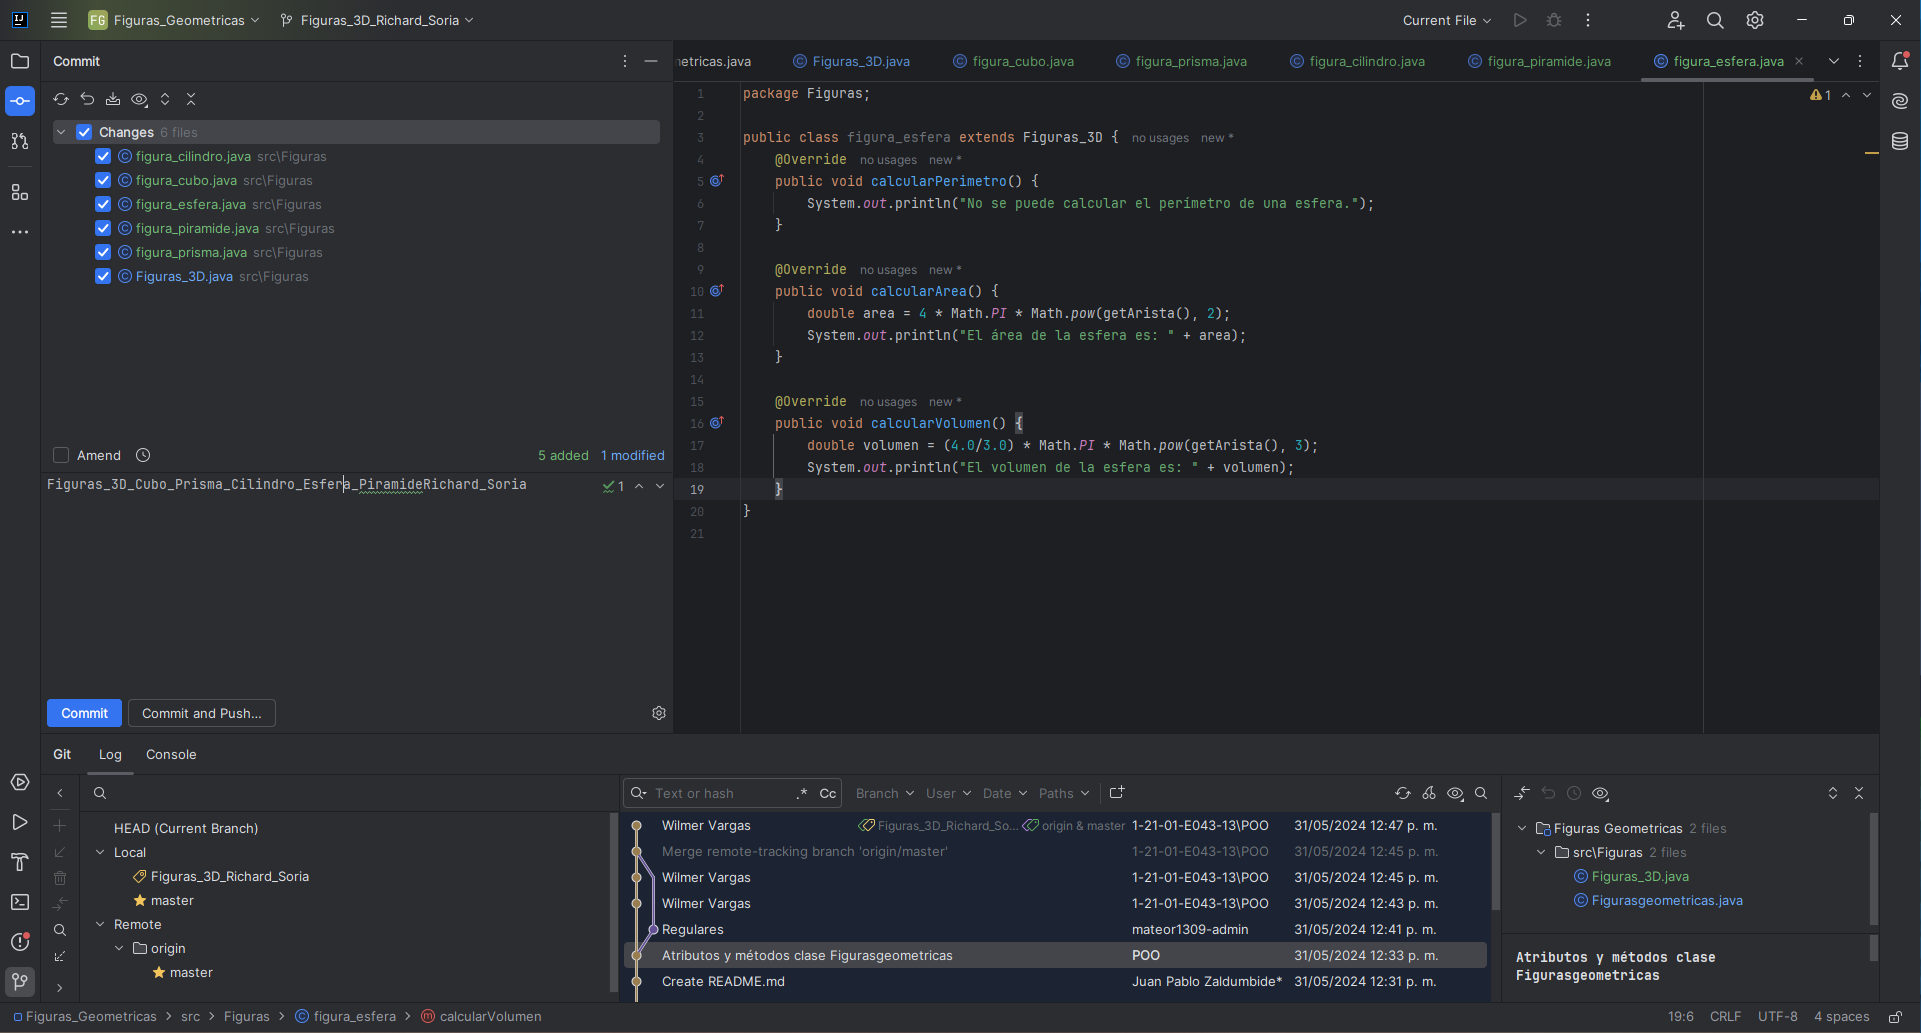 FG Figuras_Geometricas Figuras_3D_Richard_Soria Current File
Commit
Changes 6 files
figura_cilindro.java src\Figuras
figura_cubo.java src\Figuras
figura_esfera.java src\Figuras
figura_piramide.java src\Figuras
figura_prisma.java src\Figuras
Figuras_3D.java src\Figuras
Amend 5 added 1 modified
Figuras_3D_Cubo_Prisma_Cilindro_Esfera_PiramideRichard_Soria 1
Commit Commit and Push...
netricas.java Figuras_3D.java figura_cubo.java figura_prisma.java figura_cilindro.java figura_piramide.java figura_esfera.java
1 package Figuras; 1
2
3 public class figura_esfera extends Figuras_3D { no usages new *
4 @Override no usages new *
5 public void calcularPerimetro() {
6 System.out.println("No se puede calcular el perímetro de una esfera.");
7 }
8
9 @Override no usages new *
10 public void calcularArea() {
11 double area = 4 * Math.PI * Math.pow(getArista(), 2);
12 System.out.println("El área de la esfera es: " + area);
13 }
14
15 @Override no usages new *
16 public void calcularVolumen() {
17 double volumen = (4.0/3.0) * Math.PI * Math.pow(getArista(), 3);
18 System.out.println("El volumen de la esfera es: " + volumen);
19 }
20 }
21
Git Log Console
HEAD (Current Branch)
Local
Figuras_3D_Richard_Soria
master
Remote
origin
master
Text or hash .* Cc Branch User Date Paths
Wilmer Vargas Figuras_3D_Richard_So... origin & master 1-21-01-E043-13\POO 31/05/2024 12:47 p. m.
Merge remote-tracking branch 'origin/master' 1-21-01-E043-13\POO 31/05/2024 12:45 p. m.
Wilmer Vargas 1-21-01-E043-13\POO 31/05/2024 12:45 p. m.
Wilmer Vargas 1-21-01-E043-13\POO 31/05/2024 12:43 p. m.
Regulares mateor1309-admin 31/05/2024 12:41 p. m.
Atributos y métodos clase Figurasgeometricas POO 31/05/2024 12:33 p. m.
Create README.md Juan Pablo Zaldumbide* 31/05/2024 12:31 p. m.
Figuras Geometricas 2 files
src\Figuras 2 files
Figuras_3D.java
Figurasgeometricas.java
Atributos y métodos clase
Figurasgeometricas
Figuras_Geometricas > src > Figuras > figura_esfera > calcularVolumen 19:6 CRLF UTF-8 4 spaces